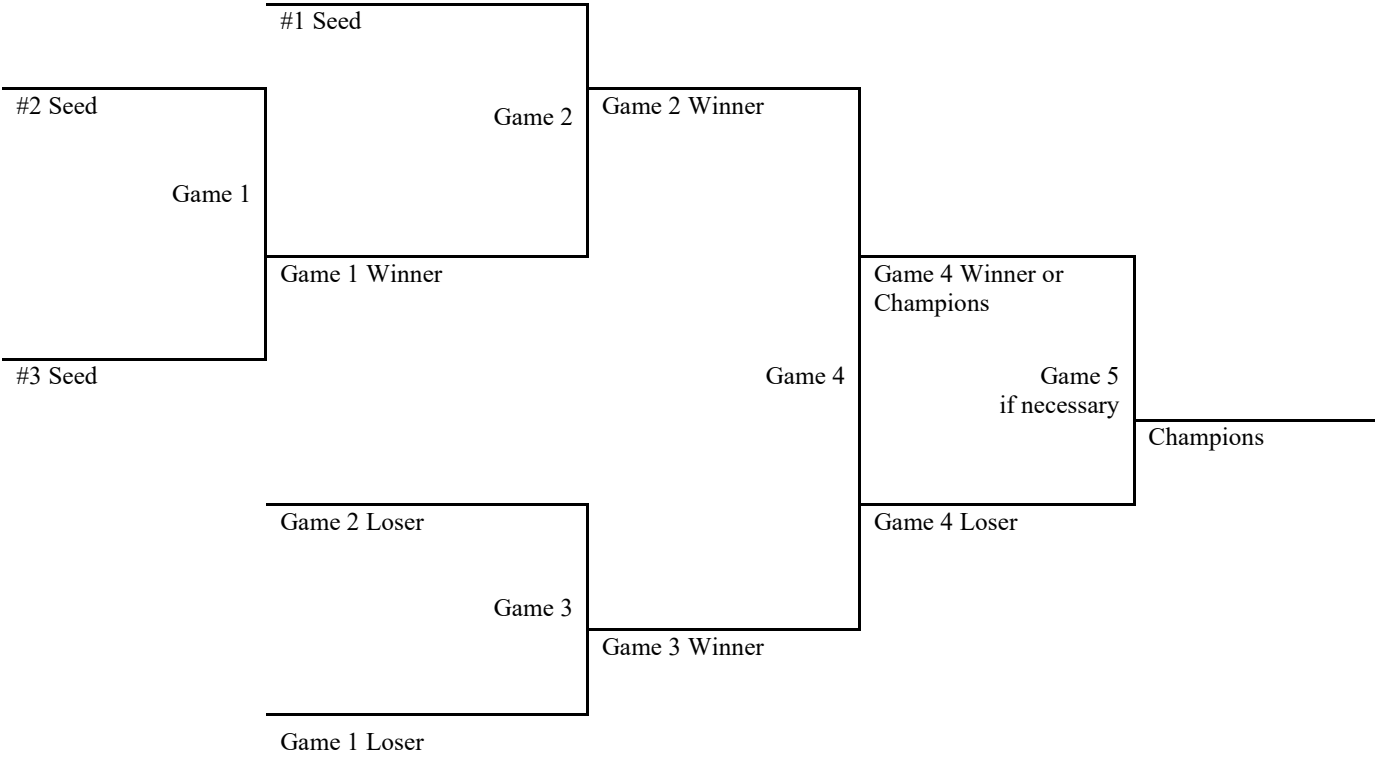 #1 Seed
#2 Seed
Game 2
Game 2 Winner
Game 1
Game 1 Winner
Game 4 Winner or
Champions
#3 Seed
Game 4
Game 5
if necessary
Champions
Game 2 Loser
Game 4 Loser
Game 3
Game 3 Winner
Game 1 Loser